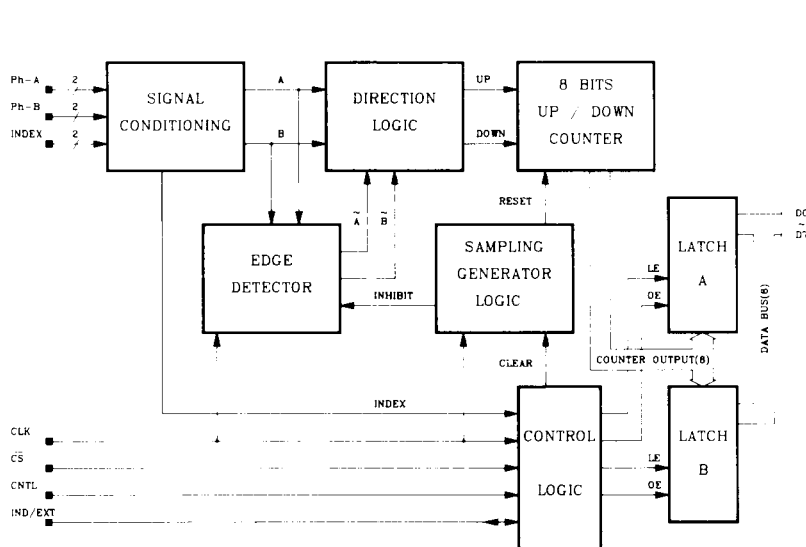 Ph-A 2
Ph-B 2
INDEX 2
SIGNAL
CONDITIONING
A
B
DIRECTION
LOGIC
UP
DOWN
8 BITS
UP / DOWN
COUNTER
RESET
EDGE
DETECTOR
Ã
B̃
INHIBIT
SAMPLING
GENERATOR
LOGIC
CLEAR
LE
OE
LATCH
A
DATA BUS(8)
COUNTER OUTPUT(8)
INDEX
CLK
C̅S̅
CNTL
IND/EXT
CONTROL
LOGIC
LE
OE
LATCH
B